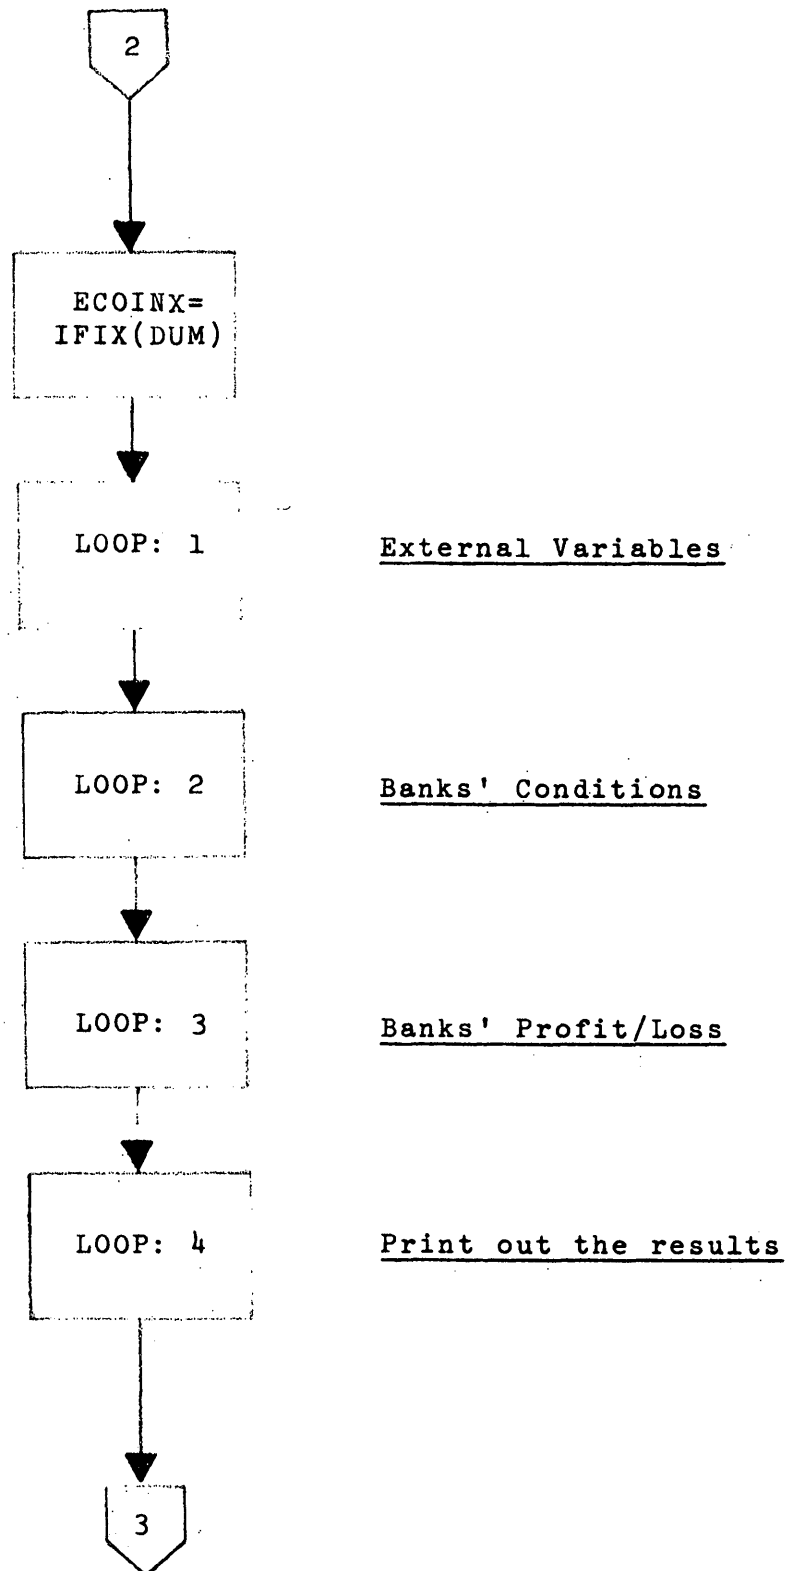 2
ECOINX=
IFIX(DUM)
LOOP: 1
External Variables
LOOP: 2
Banks' Conditions
LOOP: 3
Banks' Profit/Loss
LOOP: 4
Print out the results
3